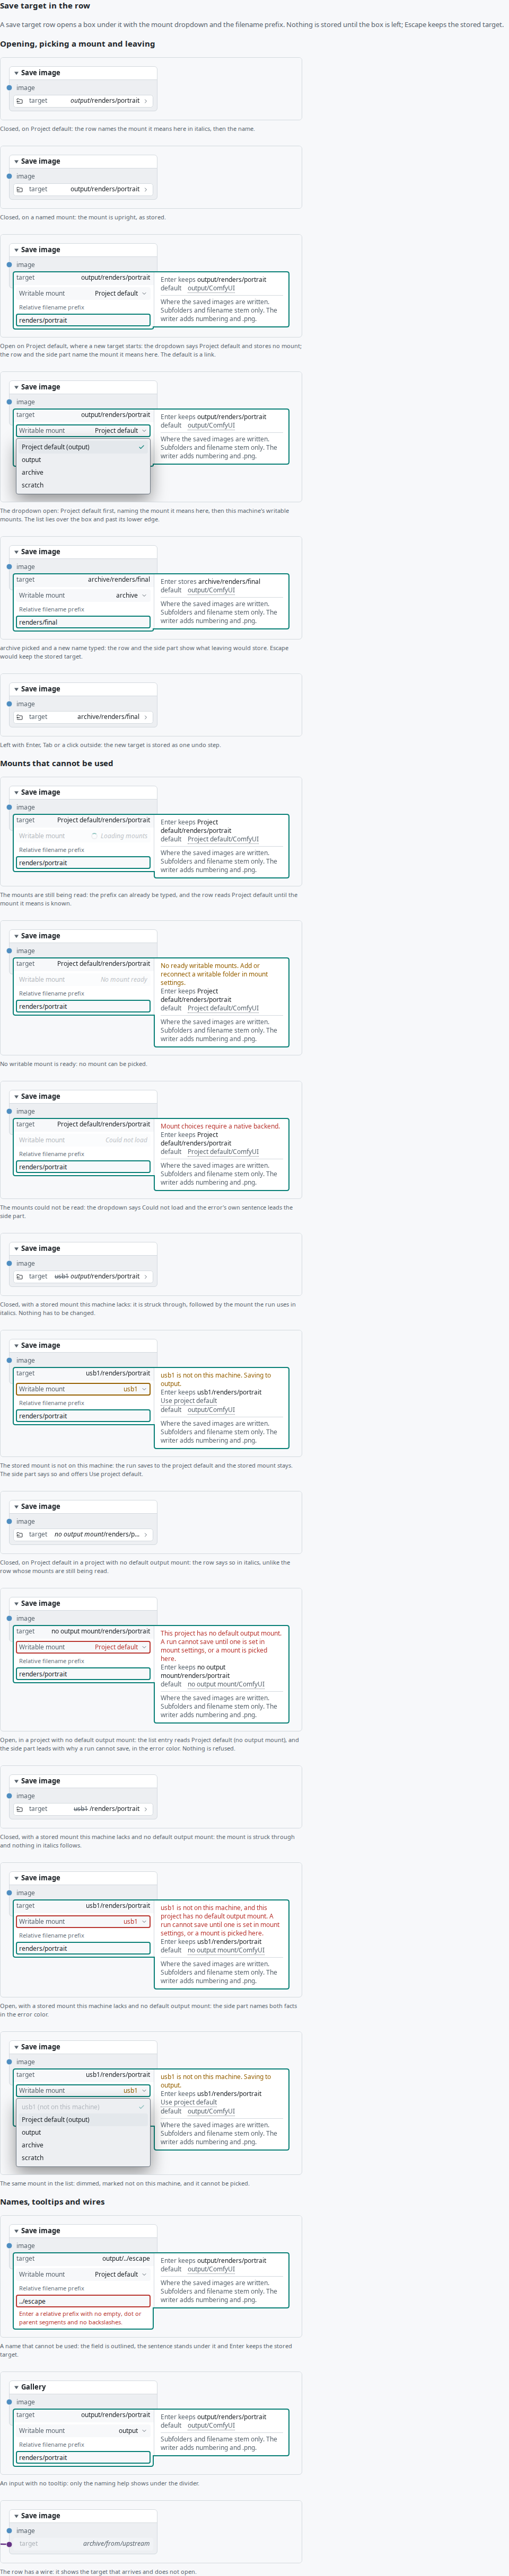 Save target in the row
A save target row opens a box under it with the mount dropdown and the filename prefix. Nothing is stored until the box is left; Escape keeps the stored target.
Opening, picking a mount and leaving
Save image
image
target output/renders/portrait
Closed, on Project default: the row names the mount it means here in italics, then the name.
Save image
image
target output/renders/portrait
Closed, on a named mount: the mount is upright, as stored.
Save image
image
target output/renders/portrait
Writable mount Project default
Relative filename prefix
renders/portrait
Enter keeps output/renders/portrait
default output/ComfyUI
Where the saved images are written.
Subfolders and filename stem only. The
writer adds numbering and .png.
Open on Project default, where a new target starts: the dropdown says Project default and stores no mount;
the row and the side part name the mount it means here. The default is a link.
Save image
image
target output/renders/portrait
Writable mount Project default
Project default (output)
output
archive
scratch
Enter keeps output/renders/portrait
default output/ComfyUI
Where the saved images are written.
Subfolders and filename stem only. The
writer adds numbering and .png.
The dropdown open: Project default first, naming the mount it means here, then this machine's writable
mounts. The list lies over the box and past its lower edge.
Save image
image
target archive/renders/final
Writable mount archive
Relative filename prefix
renders/final
Enter stores archive/renders/final
default output/ComfyUI
Where the saved images are written.
Subfolders and filename stem only. The
writer adds numbering and .png.
archive picked and a new name typed: the row and the side part show what leaving would store. Escape
would keep the stored target.
Save image
image
target archive/renders/final
Left with Enter, Tab or a click outside: the new target is stored as one undo step.
Mounts that cannot be used
Save image
image
target Project default/renders/portrait
Writable mount Loading mounts
Relative filename prefix
renders/portrait
Enter keeps Project
default/renders/portrait
default Project default/ComfyUI
Where the saved images are written.
Subfolders and filename stem only. The
writer adds numbering and .png.
The mounts are still being read: the prefix can already be typed, and the row reads Project default until the
mount it means is known.
Save image
image
target Project default/renders/portrait
Writable mount No mount ready
Relative filename prefix
renders/portrait
No ready writable mounts. Add or
reconnect a writable folder in mount
settings.
Enter keeps Project
default/renders/portrait
default Project default/ComfyUI
Where the saved images are written.
Subfolders and filename stem only. The
writer adds numbering and .png.
No writable mount is ready: no mount can be picked.
Save image
image
target Project default/renders/portrait
Writable mount Could not load
Relative filename prefix
renders/portrait
Mount choices require a native backend.
Enter keeps Project
default/renders/portrait
default Project default/ComfyUI
Where the saved images are written.
Subfolders and filename stem only. The
writer adds numbering and .png.
The mounts could not be read: the dropdown says Could not load and the error's own sentence leads the
side part.
Save image
image
target usb1 output/renders/portrait
Closed, with a stored mount this machine lacks: it is struck through, followed by the mount the run uses in
italics. Nothing has to be changed.
Save image
image
target usb1/renders/portrait
Writable mount usb1
Relative filename prefix
renders/portrait
usb1 is not on this machine. Saving to
output.
Enter keeps usb1/renders/portrait
Use project default
default output/ComfyUI
Where the saved images are written.
Subfolders and filename stem only. The
writer adds numbering and .png.
The stored mount is not on this machine: the run saves to the project default and the stored mount stays.
The side part says so and offers Use project default.
Save image
image
target no output mount/renders/p...
Closed, on Project default in a project with no default output mount: the row says so in italics, unlike the
row whose mounts are still being read.
Save image
image
target no output mount/renders/portrait
Writable mount Project default
Relative filename prefix
renders/portrait
This project has no default output mount.
A run cannot save until one is set in
mount settings, or a mount is picked
here.
Enter keeps no output
mount/renders/portrait
default no output mount/ComfyUI
Where the saved images are written.
Subfolders and filename stem only. The
writer adds numbering and .png.
Open, in a project with no default output mount: the list entry reads Project default (no output mount), and
the side part leads with why a run cannot save, in the error color. Nothing is refused.
Save image
image
target usb1 /renders/portrait
Closed, with a stored mount this machine lacks and no default output mount: the mount is struck through
and nothing in italics follows.
Save image
image
target usb1/renders/portrait
Writable mount usb1
Relative filename prefix
renders/portrait
usb1 is not on this machine, and this
project has no default output mount. A
run cannot save until one is set in mount
settings, or a mount is picked here.
Enter keeps usb1/renders/portrait
default no output mount/ComfyUI
Where the saved images are written.
Subfolders and filename stem only. The
writer adds numbering and .png.
Open, with a stored mount this machine lacks and no default output mount: the side part names both facts
in the error color.
Save image
image
target usb1/renders/portrait
Writable mount usb1
usb1 (not on this machine)
Project default (output)
output
archive
scratch
usb1 is not on this machine. Saving to
output.
Enter keeps usb1/renders/portrait
Use project default
default output/ComfyUI
Where the saved images are written.
Subfolders and filename stem only. The
writer adds numbering and .png.
The same mount in the list: dimmed, marked not on this machine, and it cannot be picked.
Names, tooltips and wires
Save image
image
target output/../escape
Writable mount Project default
Relative filename prefix
../escape
Enter a relative prefix with no empty, dot or
parent segments and no backslashes.
Enter keeps output/renders/portrait
default output/ComfyUI
Where the saved images are written.
Subfolders and filename stem only. The
writer adds numbering and .png.
A name that cannot be used: the field is outlined, the sentence stands under it and Enter keeps the stored
target.
Gallery
image
target output/renders/portrait
Writable mount output
Relative filename prefix
renders/portrait
Enter keeps output/renders/portrait
default output/ComfyUI
Subfolders and filename stem only. The
writer adds numbering and .png.
An input with no tooltip: only the naming help shows under the divider.
Save image
image
target archive/from/upstream
The row has a wire: it shows the target that arrives and does not open.